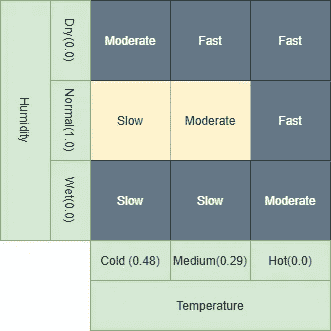 Humidity
Dry(0.0)
Moderate
Fast
Fast
Normal(1.0)
Slow
Moderate
Fast
Wet(0.0)
Slow
Slow
Moderate
Cold (0.48)
Medium(0.29)
Hot(0.0)
Temperature